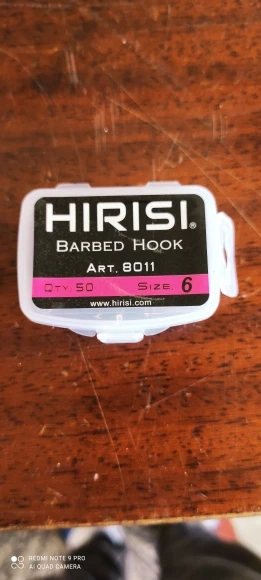 HIRISI®
BARBED HOOK
ART. 8011
QTY. 50 SIZE. 6
www.hirisi.com
REDMI NOTE 9 PRO
AI QUAD CAMERA